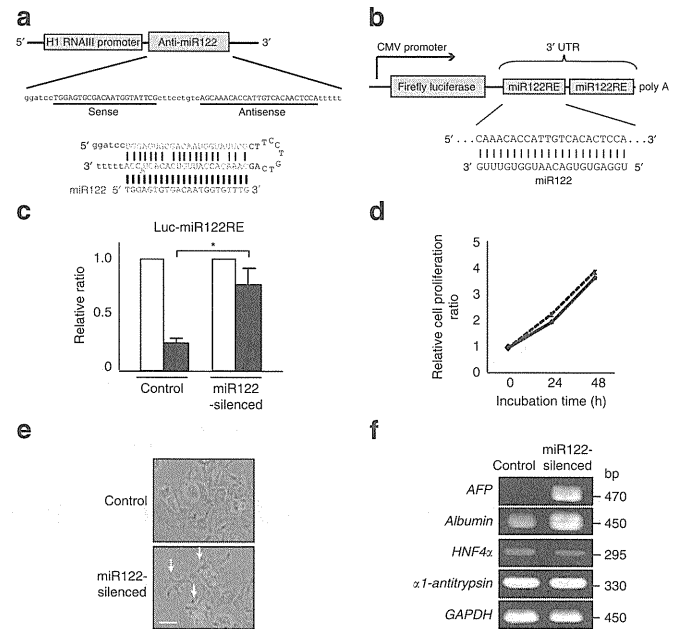 a
5′ H1 RNAIII promoter Anti-miR122 3′
ggatccTGGAGTGCGACAATGGTATTCGcttcctgtcAGCAAACACCATTGTCACACTCCAttttt
Sense Antisense
5′ ggatcc CTTCCTG
3′ ttttt GACT
miR122 5′ TGGAGTGTGACAATGGTGTTTG 3′
b
CMV promoter
3′ UTR
Firefly luciferase miR122RE miR122RE poly A
5′ ...CAAACACCATTGTCACACTCCA...3′
3′ GUUUGUGGUAACAGUGUGAGGU 5′
miR122
c
Luc-miR122RE
*
Relative ratio
1.0
0.5
0
Control miR122
-silenced
d
Relative cell proliferation
ratio
5
4
3
2
1
0 24 48
Incubation time (h)
e
Control
miR122-
silenced
f
miR122-
Control silenced bp
AFP 470
Albumin 450
HNF4α 295
α1-antitrypsin 330
GAPDH 450